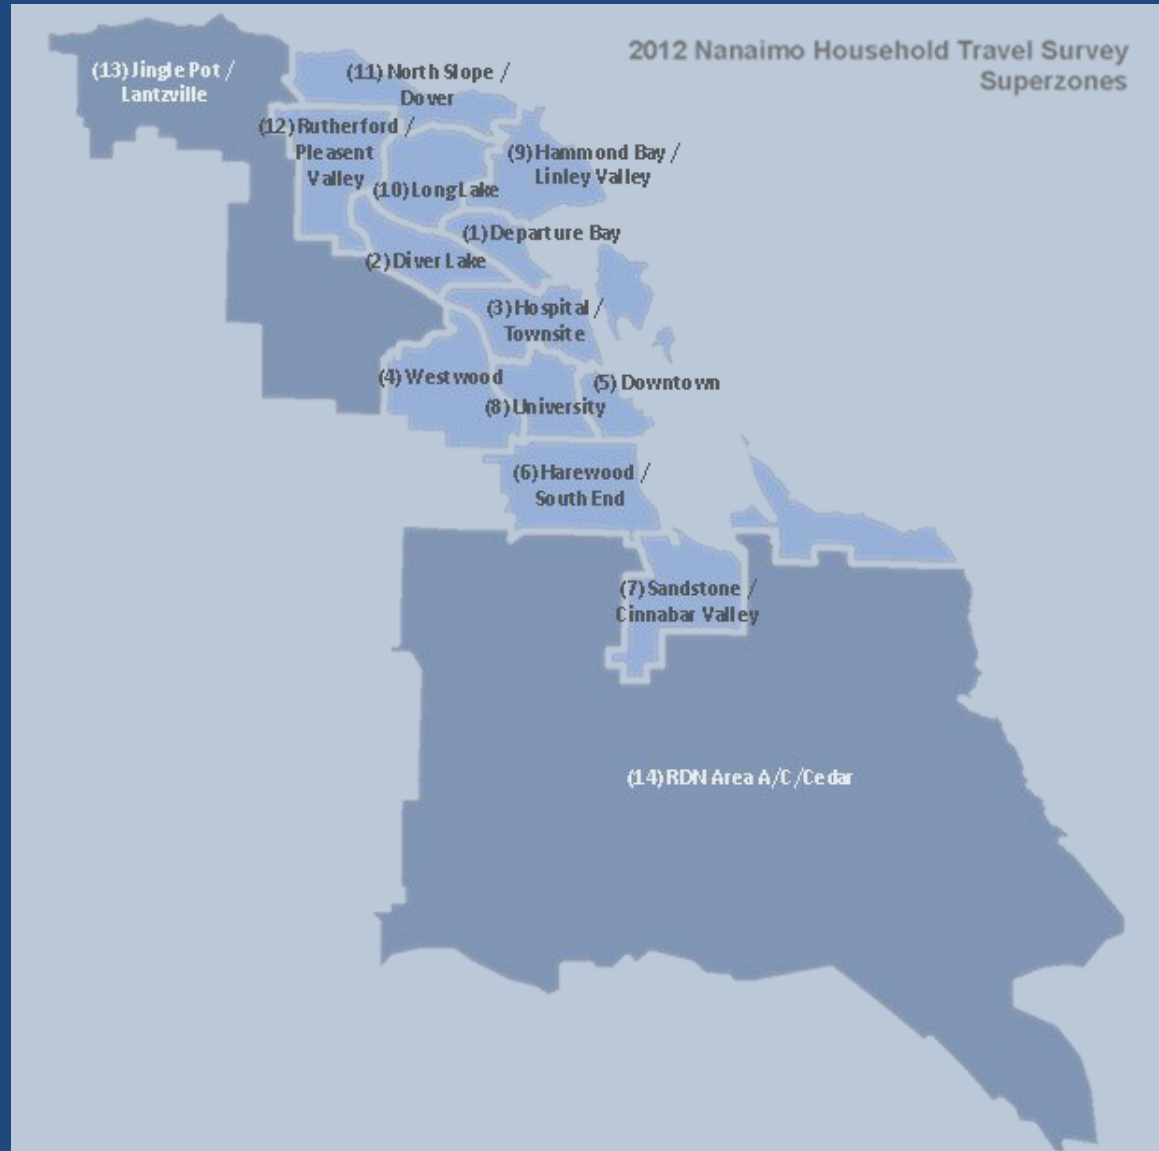 2012 Nanaimo Household Travel Survey
Superzones
(13) Jingle Pot /
Lantzville
(11) North Slope /
Dover
(12) Rutherford /
Pleasent
Valley
(9) Hammond Bay /
Linley Valley
(10) Long Lake
(1) Departure Bay
(2) Diver Lake
(3) Hospital /
Townsite
(4) Westwood
(5) Downtown
(8) University
(6) Harewood /
South End
(7) Sandstone /
Cinnabar Valley
(14) RDN Area A/C /Cedar